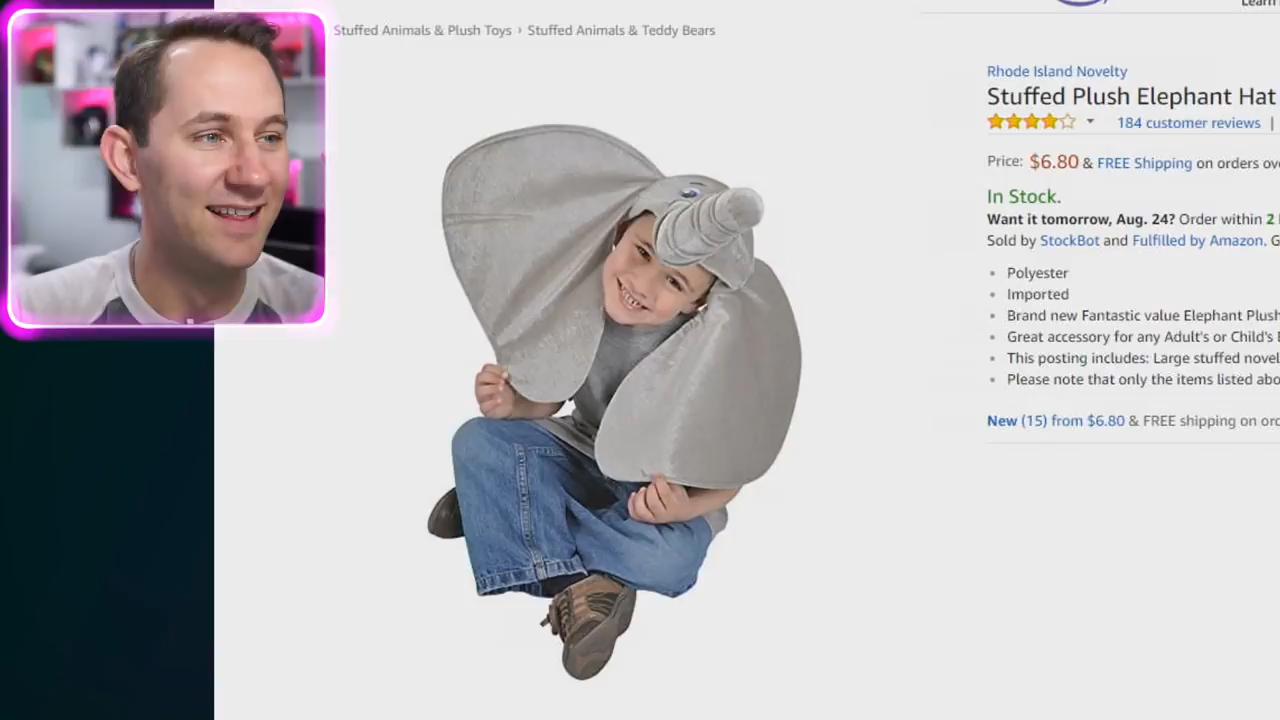 Learn
Stuffed Animals & Plush Toys › Stuffed Animals & Teddy Bears
Rhode Island Novelty
Stuffed Plush Elephant Hat
184 customer reviews |
Price: $6.80 & FREE Shipping on orders
In Stock.
Want it tomorrow, Aug. 24? Order within 2
Sold by StockBot and Fulfilled by Amazon. G
Polyester
Imported
Brand new Fantastic value Elephant Plush
Great accessory for any Adult's or Child's
This posting includes: Large stuffed
Please note that only the items listed
New (15) from $6.80 & FREE shipping on